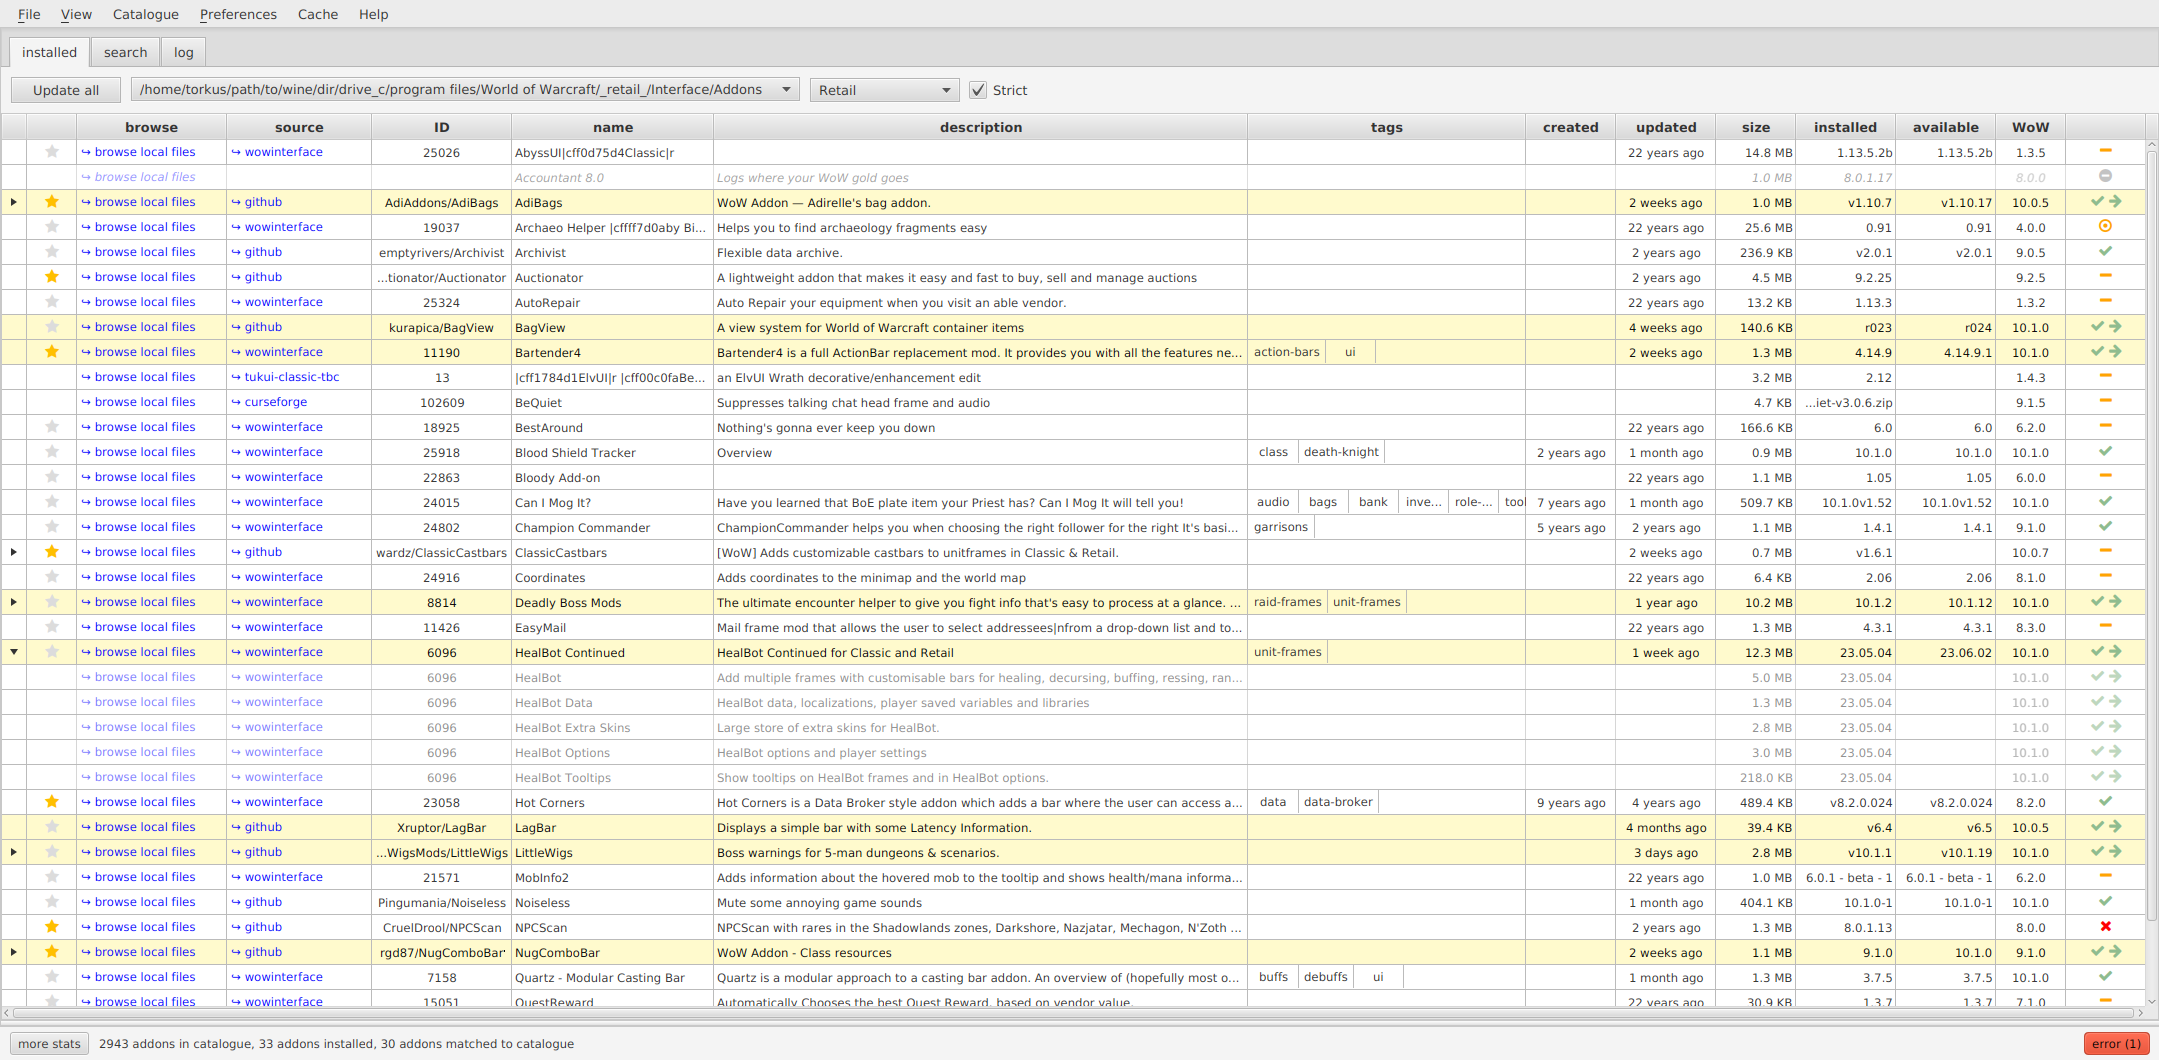 File View Catalogue Preferences Cache Help
installed search log
Update all /home/torkus/path/to/wine/dir/drive_c/program files/World of Warcraft/_retail_/Interface/Addons Retail Strict
browse source ID name description tags created updated size installed available WoW
↪ browse local files ↪ wowinterface 25026 AbyssUI|cff0d75d4Classic|r 22 years ago 14.8 MB 1.13.5.2b 1.13.5.2b 1.3.5
↪ browse local files Accountant 8.0 Logs where your WoW gold goes 1.0 MB 8.0.1.17 8.0.0
↪ browse local files ↪ github AdiAddons/AdiBags AdiBags WoW Addon — Adirelle's bag addon. 2 weeks ago 1.0 MB v1.10.7 v1.10.17 10.0.5
↪ browse local files ↪ wowinterface 19037 Archaeo Helper |cffff7d0aby Bi... Helps you to find archaeology fragments easy 22 years ago 25.6 MB 0.91 0.91 4.0.0
↪ browse local files ↪ github emptyrivers/Archivist Archivist Flexible data archive. 2 years ago 236.9 KB v2.0.1 v2.0.1 9.0.5
↪ browse local files ↪ github ...tionator/Auctionator Auctionator A lightweight addon that makes it easy and fast to buy, sell and manage auctions 2 years ago 4.5 MB 9.2.25 9.2.5
↪ browse local files ↪ wowinterface 25324 AutoRepair Auto Repair your equipment when you visit an able vendor. 22 years ago 13.2 KB 1.13.3 1.3.2
↪ browse local files ↪ github kurapica/BagView BagView A view system for World of Warcraft container items 4 weeks ago 140.6 KB r023 r024 10.1.0
↪ browse local files ↪ wowinterface 11190 Bartender4 Bartender4 is a full ActionBar replacement mod. It provides you with all the features ne... action-bars ui 2 weeks ago 1.3 MB 4.14.9 4.14.9.1 10.1.0
↪ browse local files ↪ tukui-classic-tbc 13 |cff1784d1ElvUI|r |cff00c0faBe... an ElvUI Wrath decorative/enhancement edit 3.2 MB 2.12 1.4.3
↪ browse local files ↪ curseforge 102609 BeQuiet Suppresses talking chat head frame and audio 4.7 KB ...iet-v3.0.6.zip 9.1.5
↪ browse local files ↪ wowinterface 18925 BestAround Nothing's gonna ever keep you down 22 years ago 166.6 KB 6.0 6.0 6.2.0
↪ browse local files ↪ wowinterface 25918 Blood Shield Tracker Overview class death-knight 2 years ago 1 month ago 0.9 MB 10.1.0 10.1.0 10.1.0
↪ browse local files ↪ wowinterface 22863 Bloody Add-on 22 years ago 1.1 MB 1.05 1.05 6.0.0
↪ browse local files ↪ wowinterface 24015 Can I Mog It? Have you learned that BoE plate item your Priest has? Can I Mog It will tell you! audio bags bank inve... role-... tool 7 years ago 1 month ago 509.7 KB 10.1.0v1.52 10.1.0v1.52 10.1.0
↪ browse local files ↪ wowinterface 24802 Champion Commander ChampionCommander helps you when choosing the right follower for the right It's basi... garrisons 5 years ago 2 years ago 1.1 MB 1.4.1 1.4.1 9.1.0
↪ browse local files ↪ github wardz/ClassicCastbars ClassicCastbars [WoW] Adds customizable castbars to unitframes in Classic & Retail. 2 weeks ago 0.7 MB v1.6.1 10.0.7
↪ browse local files ↪ wowinterface 24916 Coordinates Adds coordinates to the minimap and the world map 22 years ago 6.4 KB 2.06 2.06 8.1.0
↪ browse local files ↪ wowinterface 8814 Deadly Boss Mods The ultimate encounter helper to give you fight info that's easy to process at a glance. ... raid-frames unit-frames 1 year ago 10.2 MB 10.1.2 10.1.12 10.1.0
↪ browse local files ↪ wowinterface 11426 EasyMail Mail frame mod that allows the user to select addressees|nfrom a drop-down list and to... 22 years ago 1.3 MB 4.3.1 4.3.1 8.3.0
↪ browse local files ↪ wowinterface 6096 HealBot Continued HealBot Continued for Classic and Retail unit-frames 1 week ago 12.3 MB 23.05.04 23.06.02 10.1.0
↪ browse local files ↪ wowinterface 6096 HealBot Add multiple frames with customisable bars for healing, decursing, buffing, ressing, ran... 5.0 MB 23.05.04 10.1.0
↪ browse local files ↪ wowinterface 6096 HealBot Data HealBot data, localizations, player saved variables and libraries 1.3 MB 23.05.04 10.1.0
↪ browse local files ↪ wowinterface 6096 HealBot Extra Skins Large store of extra skins for HealBot. 2.8 MB 23.05.04 10.1.0
↪ browse local files ↪ wowinterface 6096 HealBot Options HealBot options and player settings 3.0 MB 23.05.04 10.1.0
↪ browse local files ↪ wowinterface 6096 HealBot Tooltips Show tooltips on HealBot frames and in HealBot options. 218.0 KB 23.05.04 10.1.0
↪ browse local files ↪ wowinterface 23058 Hot Corners Hot Corners is a Data Broker style addon which adds a bar where the user can access a... data data-broker 9 years ago 4 years ago 489.4 KB v8.2.0.024 v8.2.0.024 8.2.0
↪ browse local files ↪ github Xruptor/LagBar LagBar Displays a simple bar with some Latency Information. 4 months ago 39.4 KB v6.4 v6.5 10.0.5
↪ browse local files ↪ github ...WigsMods/LittleWigs LittleWigs Boss warnings for 5-man dungeons & scenarios. 3 days ago 2.8 MB v10.1.1 v10.1.19 10.1.0
↪ browse local files ↪ wowinterface 21571 MobInfo2 Adds information about the hovered mob to the tooltip and shows health/mana informa... 22 years ago 1.0 MB 6.0.1 - beta - 1 6.0.1 - beta - 1 6.2.0
↪ browse local files ↪ github Pingumania/Noiseless Noiseless Mute some annoying game sounds 1 month ago 404.1 KB 10.1.0-1 10.1.0-1 10.1.0
↪ browse local files ↪ github CruelDrool/NPCScan NPCScan NPCScan with rares in the Shadowlands zones, Darkshore, Nazjatar, Mechagon, N'Zoth ... 2 years ago 1.3 MB 8.0.1.13 8.0.0
↪ browse local files ↪ github rgd87/NugComboBar NugComboBar WoW Addon - Class resources 2 weeks ago 1.1 MB 9.1.0 10.1.0 9.1.0
↪ browse local files ↪ wowinterface 7158 Quartz - Modular Casting Bar Quartz is a modular approach to a casting bar addon. An overview of (hopefully most o... buffs debuffs ui 1 month ago 1.3 MB 3.7.5 3.7.5 10.1.0
↪ browse local files ↪ wowinterface 15051 QuestReward Automatically Chooses the best Quest Reward, based on vendor value. 22 years ago 30.9 KB 1.3.7 1.3.7 7.1.0
more stats 2943 addons in catalogue, 33 addons installed, 30 addons matched to catalogue error (1)